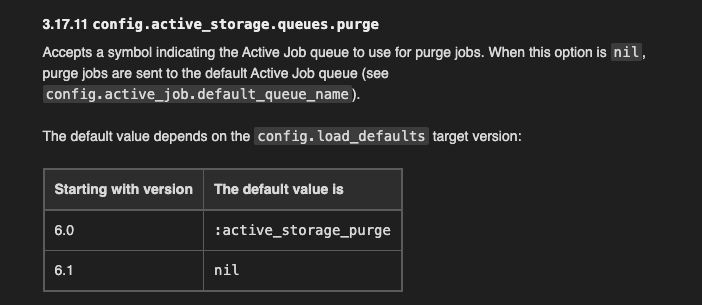 3.17.11 config.active_storage.queues.purge
Accepts a symbol indicating the Active Job queue to use for purge jobs. When this option is nil,
purge jobs are sent to the default Active Job queue (see
config.active_job.default_queue_name).
The default value depends on the config.load_defaults target version:
Starting with version The default value is
6.0 :active_storage_purge
6.1 nil